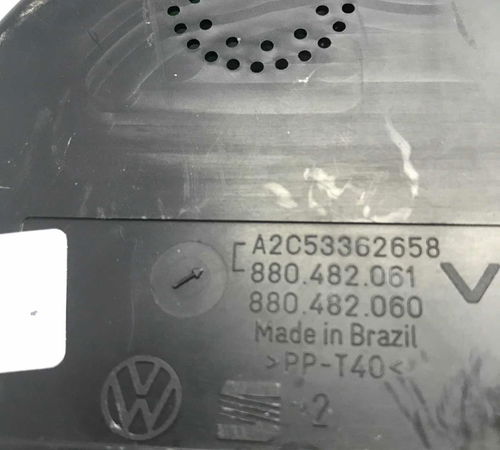 A2C53362658
880.482.061
880.482.060
Made in Brazil
>PP-T40<
2